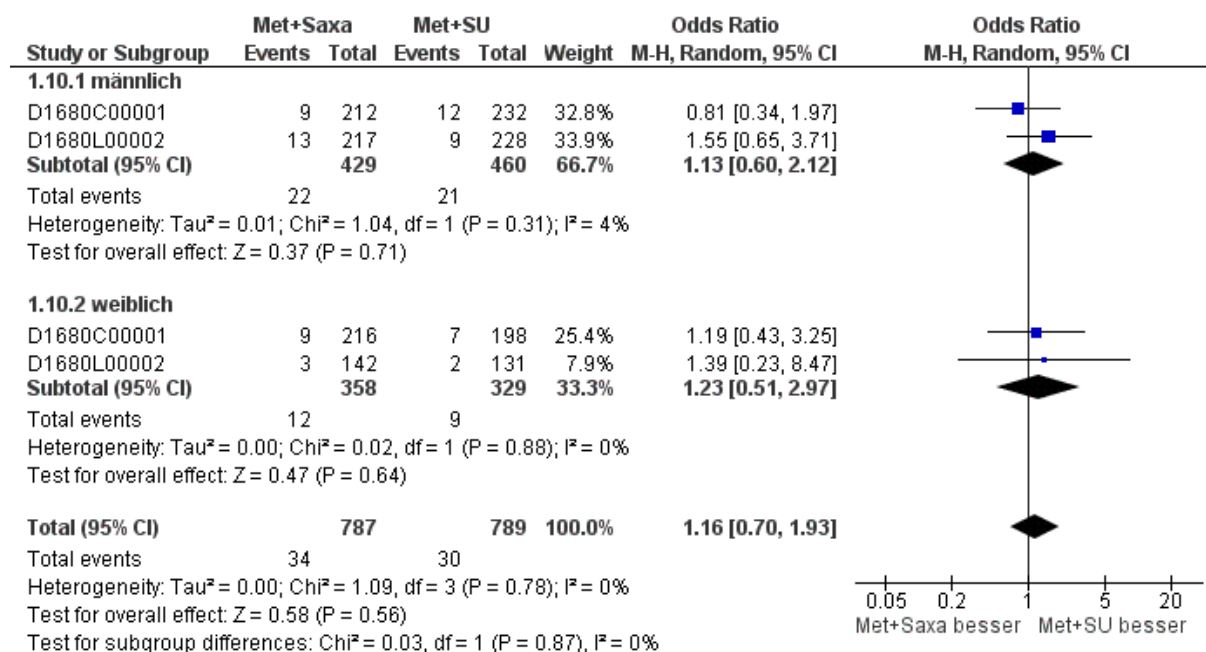 Met+Saxa Met+SU Odds Ratio Odds Ratio
Study or Subgroup Events Total Events Total Weight M-H, Random, 95% CI M-H, Random, 95% CI
1.10.1 männlich
D1680C00001 9 212 12 232 32.8% 0.81 [0.34, 1.97]
D1680L00002 13 217 9 228 33.9% 1.55 [0.65, 3.71]
Subtotal (95% CI) 429 460 66.7% 1.13 [0.60, 2.12]
Total events 22 21
Heterogeneity: Tau² = 0.01; Chi² = 1.04, df = 1 (P = 0.31); I² = 4%
Test for overall effect: Z = 0.37 (P = 0.71)
1.10.2 weiblich
D1680C00001 9 216 7 198 25.4% 1.19 [0.43, 3.25]
D1680L00002 3 142 2 131 7.9% 1.39 [0.23, 8.47]
Subtotal (95% CI) 358 329 33.3% 1.23 [0.51, 2.97]
Total events 12 9
Heterogeneity: Tau² = 0.00; Chi² = 0.02, df = 1 (P = 0.88); I² = 0%
Test for overall effect: Z = 0.47 (P = 0.64)
Total (95% CI) 787 789 100.0% 1.16 [0.70, 1.93]
Total events 34 30
Heterogeneity: Tau² = 0.00; Chi² = 1.09, df = 3 (P = 0.78); I² = 0%
Test for overall effect: Z = 0.58 (P = 0.56)
Test for subgroup differences: Chi² = 0.03, df = 1 (P = 0.87), I² = 0%
0.05 0.2 1 5 20
Met+Saxa besser Met+SU besser